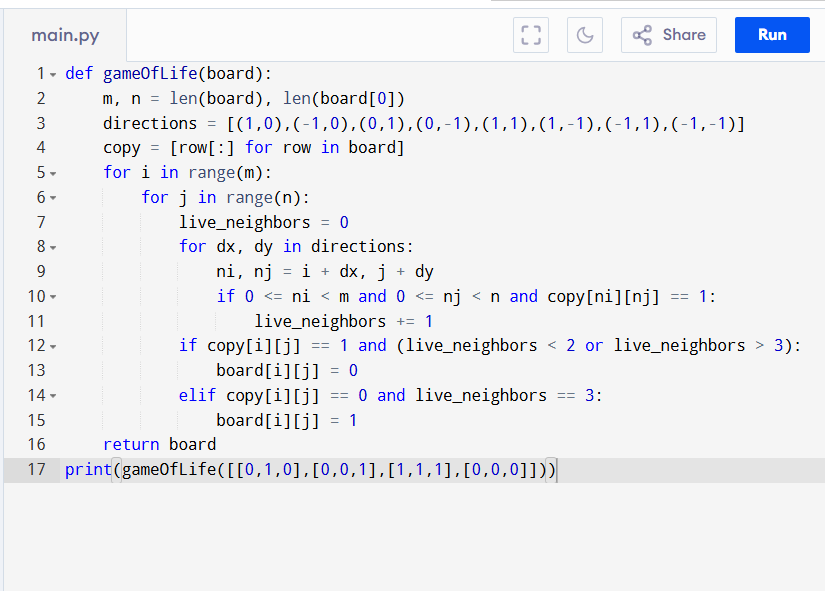 main.py
Share
Run
1 def gameOfLife(board):
2     m, n = len(board), len(board[0])
3     directions = [(1,0),(-1,0),(0,1),(0,-1),(1,1),(1,-1),(-1,1),(-1,-1)]
4     copy = [row[:] for row in board]
5     for i in range(m):
6         for j in range(n):
7             live_neighbors = 0
8             for dx, dy in directions:
9                 ni, nj = i + dx, j + dy
10                 if 0 <= ni < m and 0 <= nj < n and copy[ni][nj] == 1:
11                     live_neighbors += 1
12             if copy[i][j] == 1 and (live_neighbors < 2 or live_neighbors > 3):
13                 board[i][j] = 0
14             elif copy[i][j] == 0 and live_neighbors == 3:
15                 board[i][j] = 1
16     return board
17 print(gameOfLife([[0,1,0],[0,0,1],[1,1,1],[0,0,0]]))